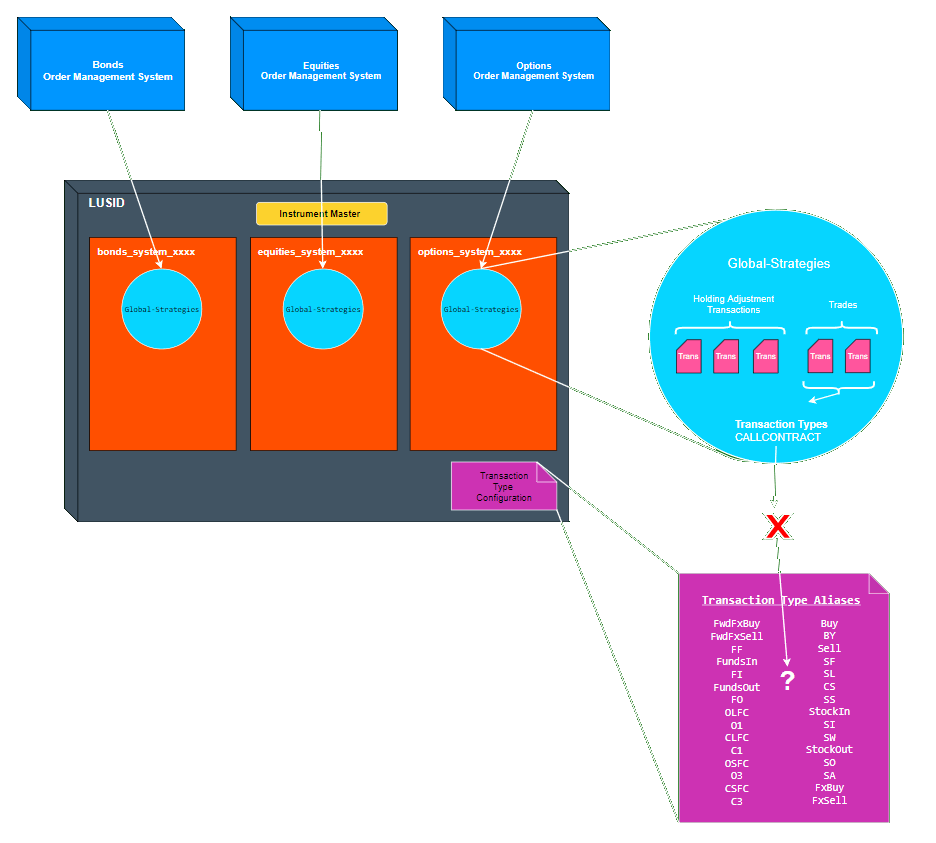 Bonds
Order Management System
Equities
Order Management System
Options
Order Management System
LUSID
Instrument Master
bonds_system_xxxx
equities_system_xxxx
options_system_xxxx
Global-Strategies
Global-Strategies
Global-Strategies
Global-Strategies
Holding Adjustment
Transactions
Trades
Trans
Trans
Trans
Trans
Trans
Transaction Types
CALLCONTRACT
Transaction
Type
Configuration
X
Transaction Type Aliases
FwdFxBuy
FwdFxSell
FF
FundsIn
FI
FundsOut
FO
OLFC
O1
CLFC
C1
OSFC
O3
CSFC
C3
?
Buy
BY
Sell
SF
SL
CS
SS
StockIn
SI
SW
StockOut
SO
SA
FxBuy
FxSell